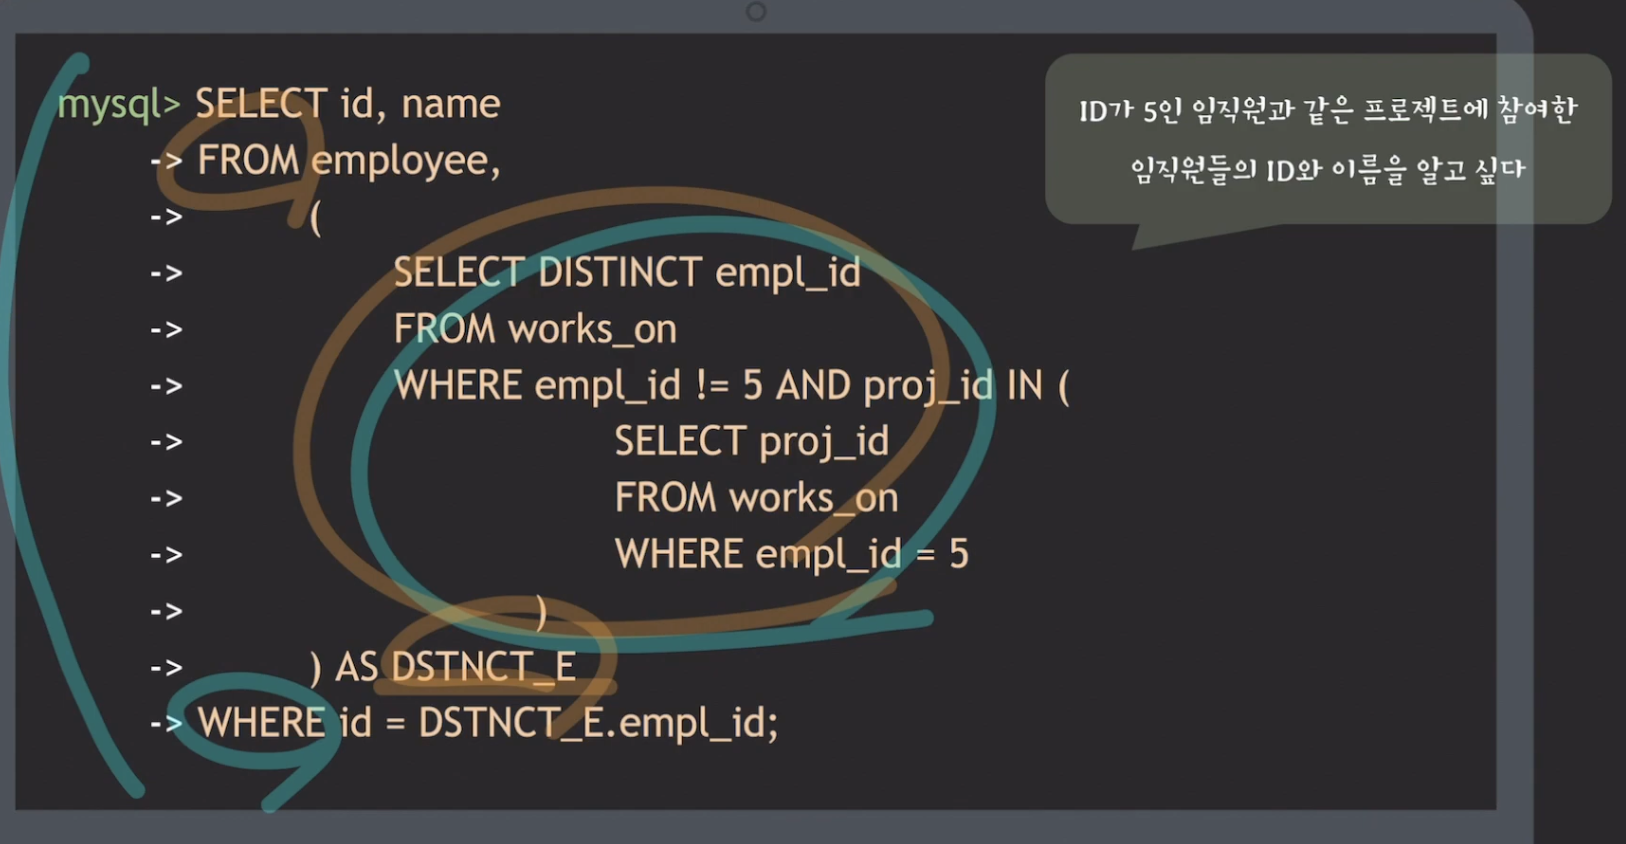 mysql> SELECT id, name
-> FROM employee,
-> (
-> SELECT DISTINCT empl_id
-> FROM works_on
-> WHERE empl_id != 5 AND proj_id IN (
-> SELECT proj_id
-> FROM works_on
-> WHERE empl_id = 5
-> )
-> ) AS DSTNCT_E
-> WHERE id = DSTNCT_E.empl_id;
ID가 5인 임직원과 같은 프로젝트에 참여한
임직원들의 ID와 이름을 알고 싶다